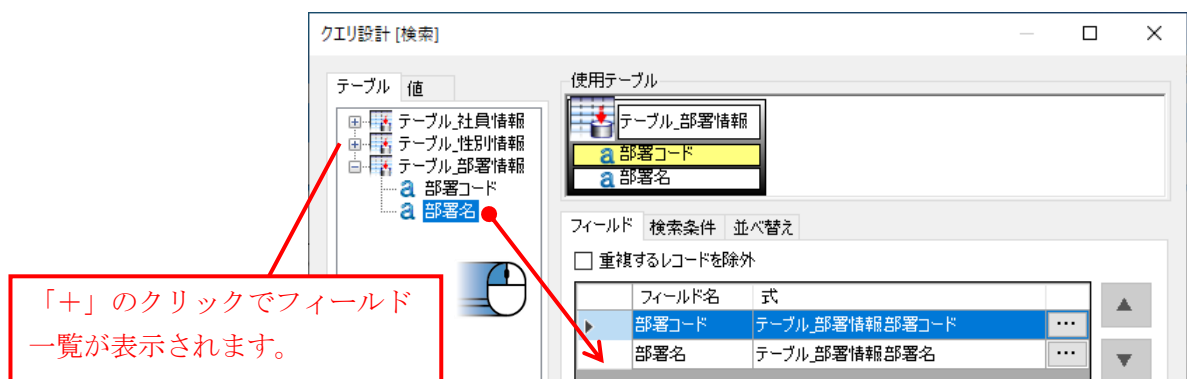 クエリ設計 [検索]
テーブル 値
テーブル_社員情報
テーブル_性別情報
テーブル_部署情報
部署コード
部署名
使用テーブル
テーブル_部署情報
部署コード
部署名
フィールド 検索条件 並べ替え
重複するレコードを除外
フィールド名 式
部署コード テーブル_部署情報.部署コード ...
部署名 テーブル_部署情報.部署名 ...
「＋」のクリックでフィールド
一覧が表示されます。